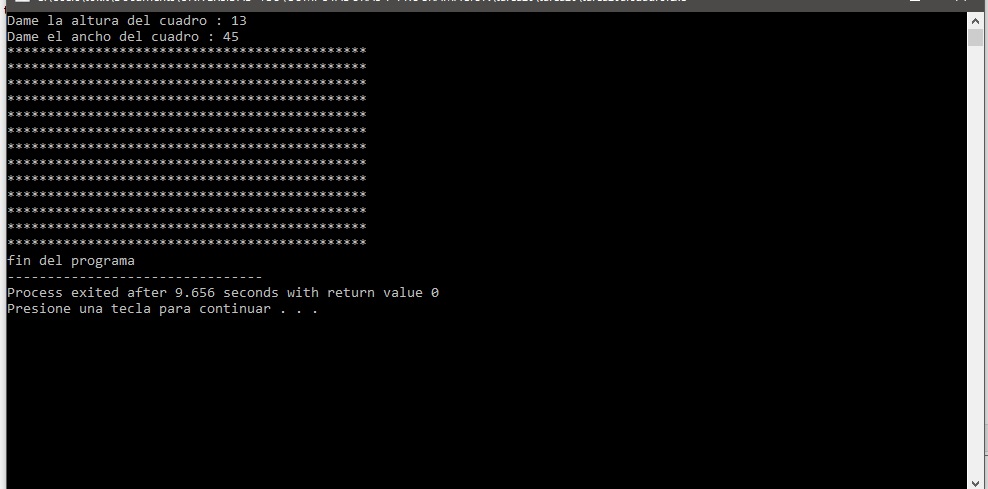 Dame la altura del cuadro : 13
Dame el ancho del cuadro : 45
*********************************************
*********************************************
*********************************************
*********************************************
*********************************************
*********************************************
*********************************************
*********************************************
*********************************************
*********************************************
*********************************************
*********************************************
*********************************************
fin del programa
--------------------------------
Process exited after 9.656 seconds with return value 0
Presione una tecla para continuar . . .